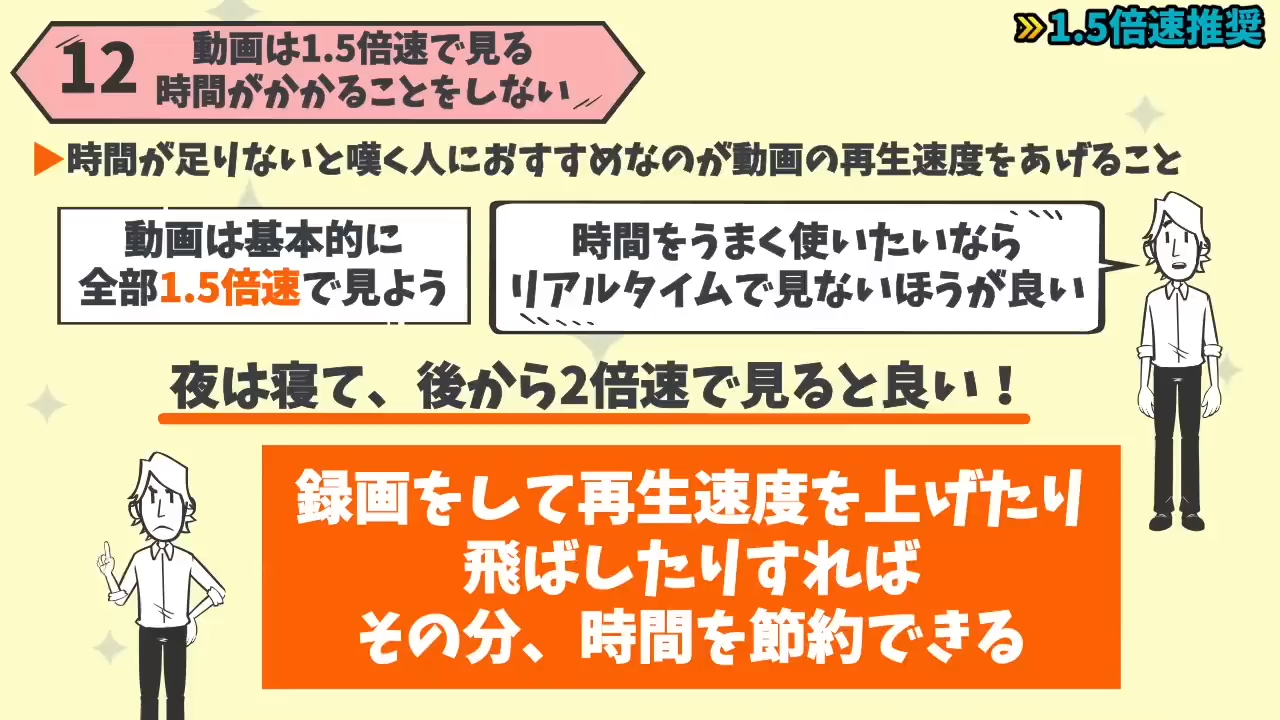 1.5倍速推奨
12
動画は1.5倍速で見る
時間がかかることをしない
時間が足りないと嘆く人におすすめなのが動画の再生速度をあげること
動画は基本的に
全部1.5倍速で見よう
時間をうまく使いたいなら
リアルタイムで見ないほうが良い
夜は寝て、後から2倍速で見ると良い！
録画をして再生速度を上げたり
飛ばしたりすれば
その分、時間を節約できる